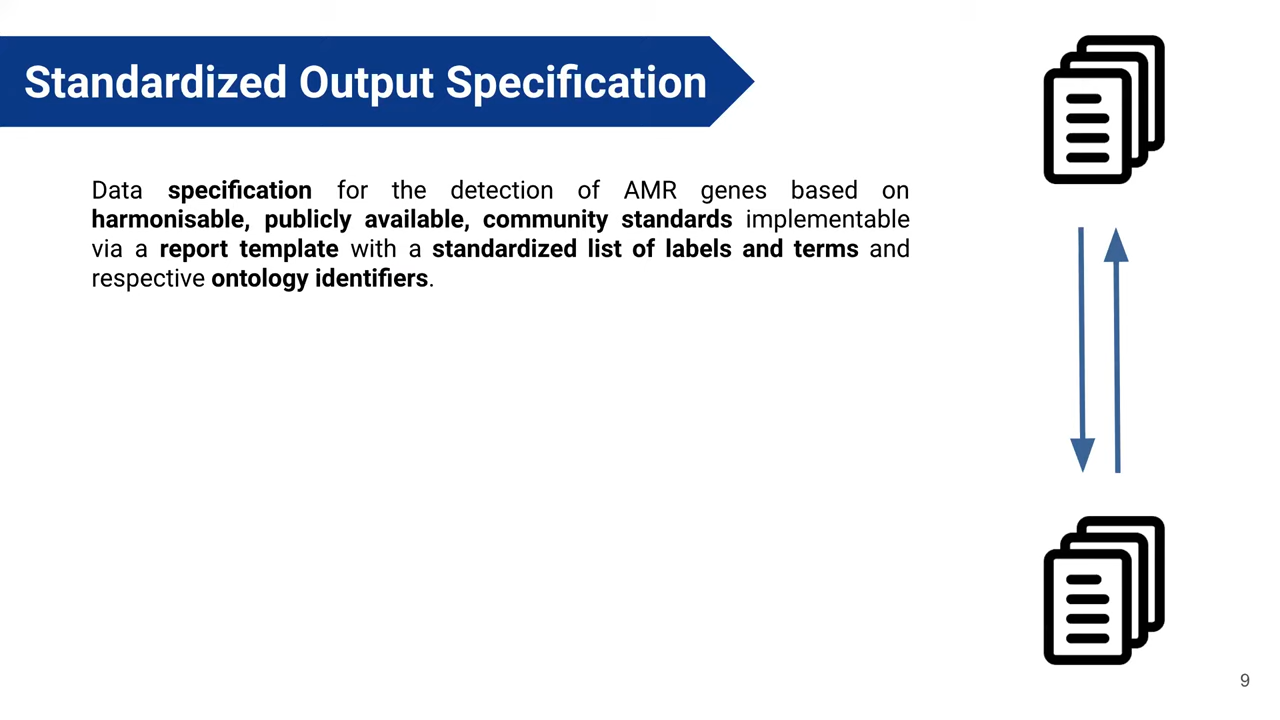 Standardized Output Specification
Data specification for the detection of AMR genes based on
harmonisable, publicly available, community standards implementable
via a report template with a standardized list of labels and terms and
respective ontology identifiers.
9